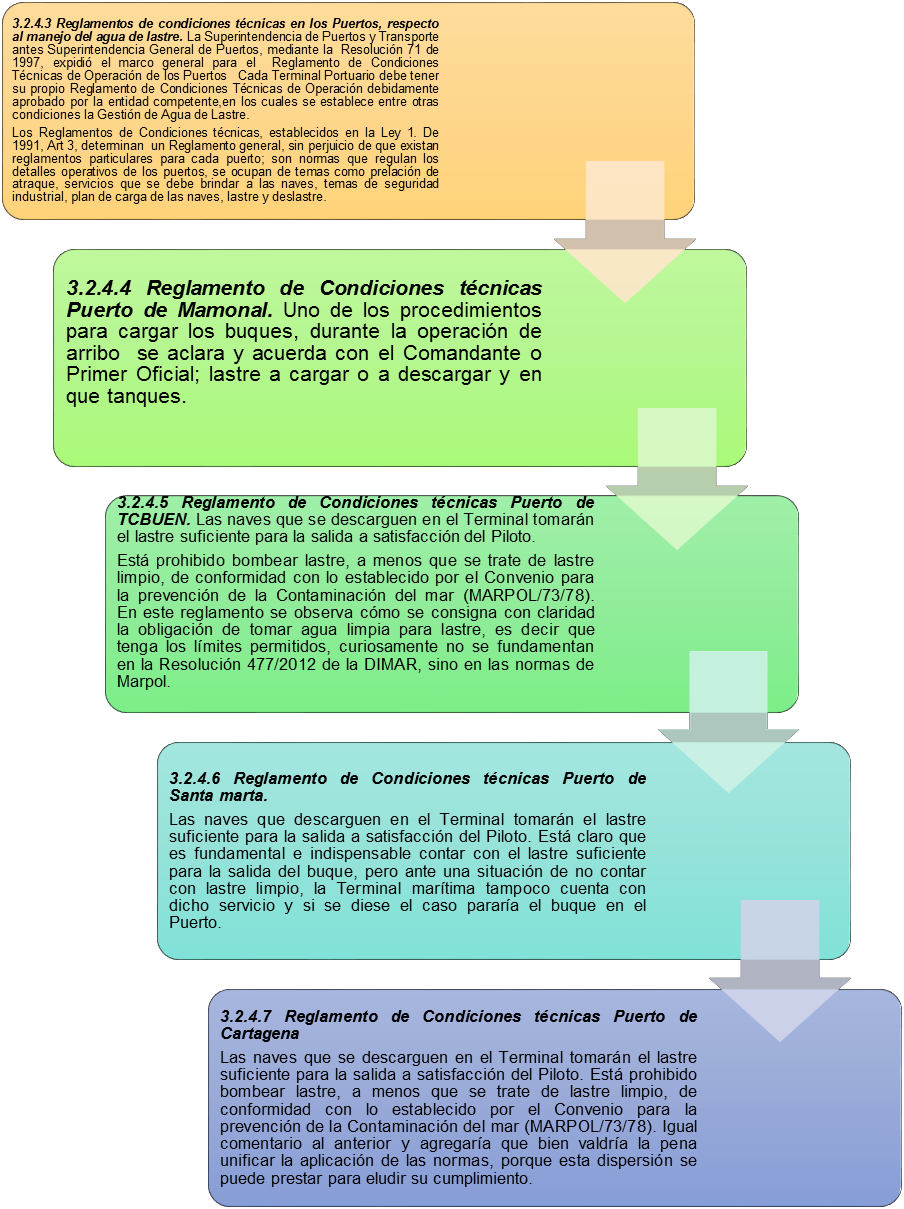 3.2.4.3 Reglamentos de condiciones técnicas en los Puertos, respecto
al manejo del agua de lastre. La Superintendencia de Puertos y Transporte
antes Superintendencia General de Puertos, mediante la Resolución 71 de
1997, expidió el marco general para el Reglamento de Condiciones
Técnicas de Operación de los Puertos Cada Terminal Portuario debe tener
su propio Reglamento de Condiciones Técnicas de Operación debidamente
aprobado por la entidad competente,en los cuales se establece entre otras
condiciones la Gestión de Agua de Lastre.
Los Reglamentos de Condiciones técnicas, establecidos en la Ley 1. De
1991, Art 3, determinan un Reglamento general, sin perjuicio de que existan
reglamentos particulares para cada puerto; son normas que regulan los
detalles operativos de los puertos, se ocupan de temas como prelación de
atraque, servicios que se debe brindar a las naves, temas de seguridad
industrial, plan de carga de las naves, lastre y deslastre.
3.2.4.4 Reglamento de Condiciones técnicas
Puerto de Mamonal. Uno de los procedimientos
para cargar los buques, durante la operación de
arribo se aclara y acuerda con el Comandante o
Primer Oficial; lastre a cargar o a descargar y en
que tanques.
3.2.4.5 Reglamento de Condiciones técnicas Puerto de
TCBUEN. Las naves que se descarguen en el Terminal tomarán
el lastre suficiente para la salida a satisfacción del Piloto.
Está prohibido bombear lastre, a menos que se trate de lastre
limpio, de conformidad con lo establecido por el Convenio para
la prevención de la Contaminación del mar (MARPOL/73/78).
En este reglamento se observa cómo se consigna con claridad
la obligación de tomar agua limpia para lastre, es decir que
tenga los límites permitidos, curiosamente no se fundamentan
en la Resolución 477/2012 de la DIMAR, sino en las normas de
Marpol.
3.2.4.6 Reglamento de Condiciones técnicas Puerto de
Santa marta.
Las naves que descarguen en el Terminal tomarán el lastre
suficiente para la salida a satisfacción del Piloto. Está claro que
es fundamental e indispensable contar con el lastre suficiente
para la salida del buque, pero ante una situación de no contar
con lastre limpio, la Terminal marítima tampoco cuenta con
dicho servicio y si se diese el caso pararía el buque en el
Puerto.
3.2.4.7 Reglamento de Condiciones técnicas Puerto de
Cartagena
Las naves que se descarguen en el Terminal tomarán el lastre
suficiente para la salida a satisfacción del Piloto. Está prohibido
bombear lastre, a menos que se trate de lastre limpio, de
conformidad con lo establecido por el Convenio para la
prevención de la Contaminación del mar (MARPOL/73/78). Igual
comentario al anterior y agregaría que bien valdría la pena
unificar la aplicación de las normas, porque esta dispersión se
puede prestar para eludir su cumplimiento.